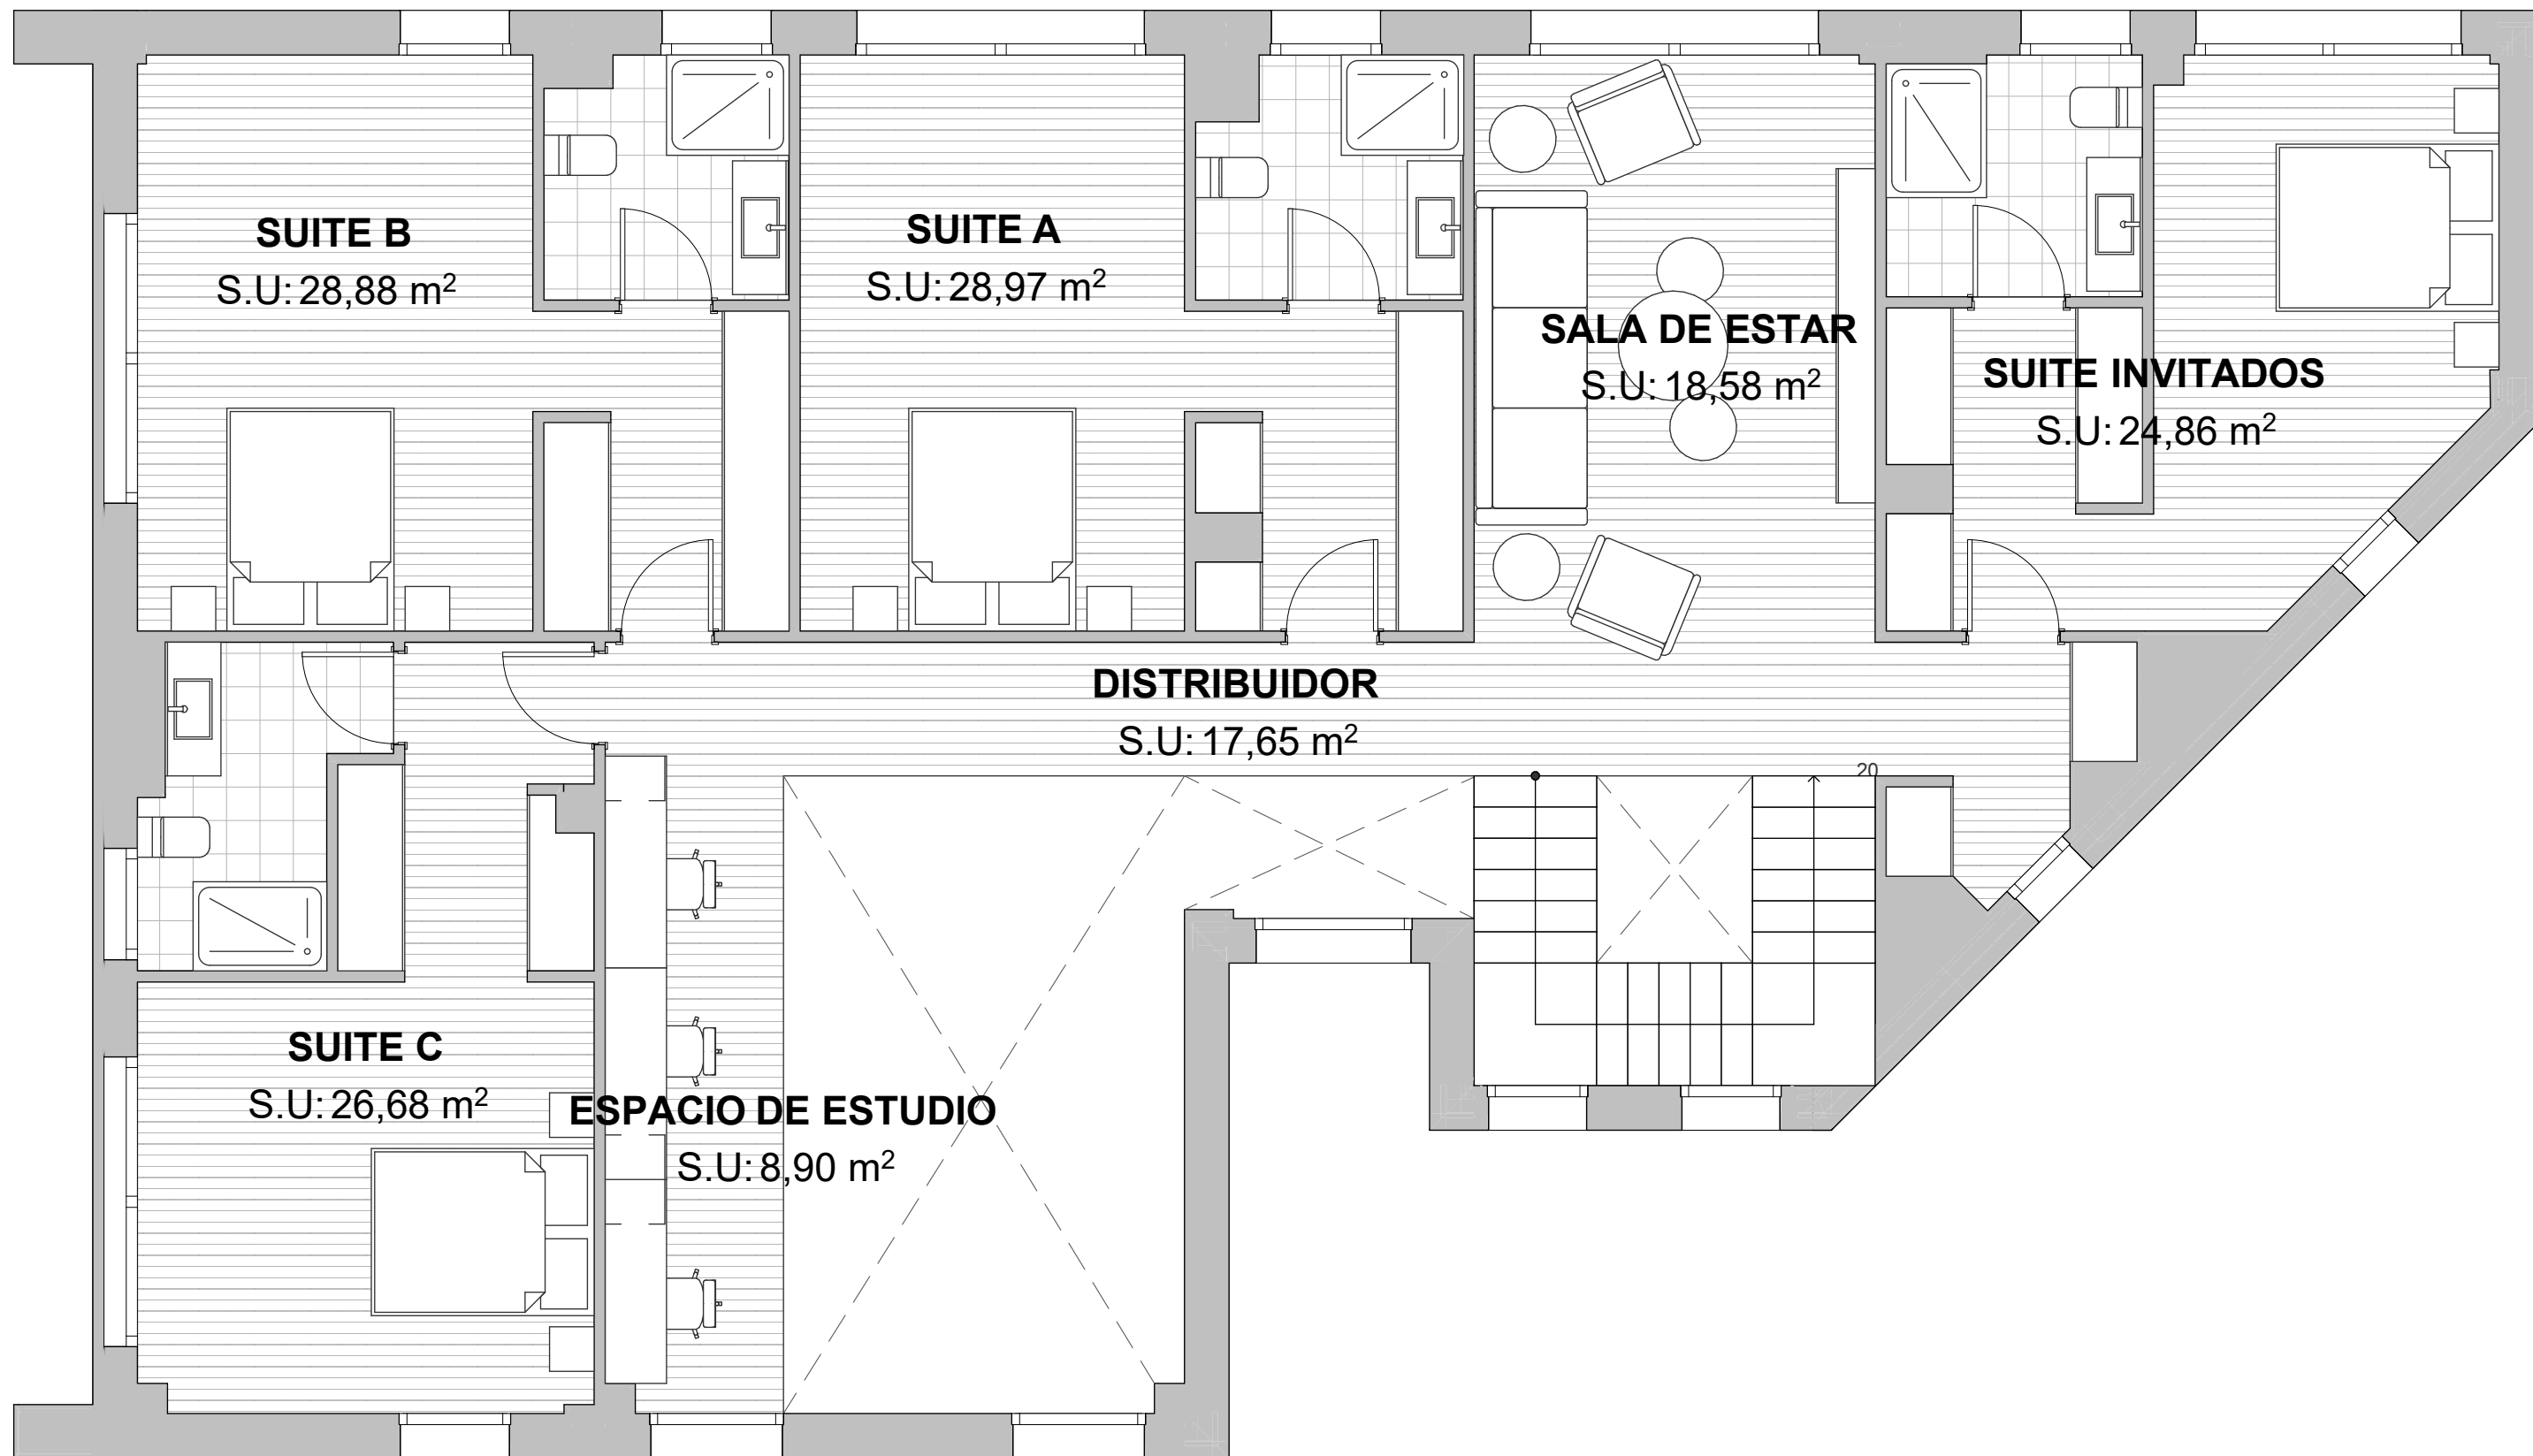 SUITE B
S.U: 28,88 m²
SUITE A
S.U: 28,97 m²
SALA DE ESTAR
S.U: 18,58 m²
SUITE INVITADOS
S.U: 24,86 m²
DISTRIBUIDOR
S.U: 17,65 m²
20
SUITE C
S.U: 26,68 m²
ESPACIO DE ESTUDIO
S.U: 8,90 m²